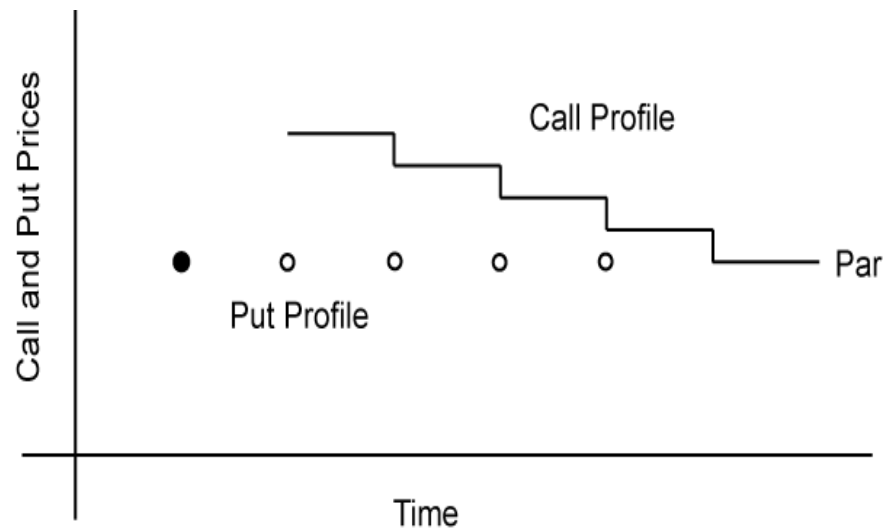 Call and Put Prices
Call Profile
Par
Put Profile
Time